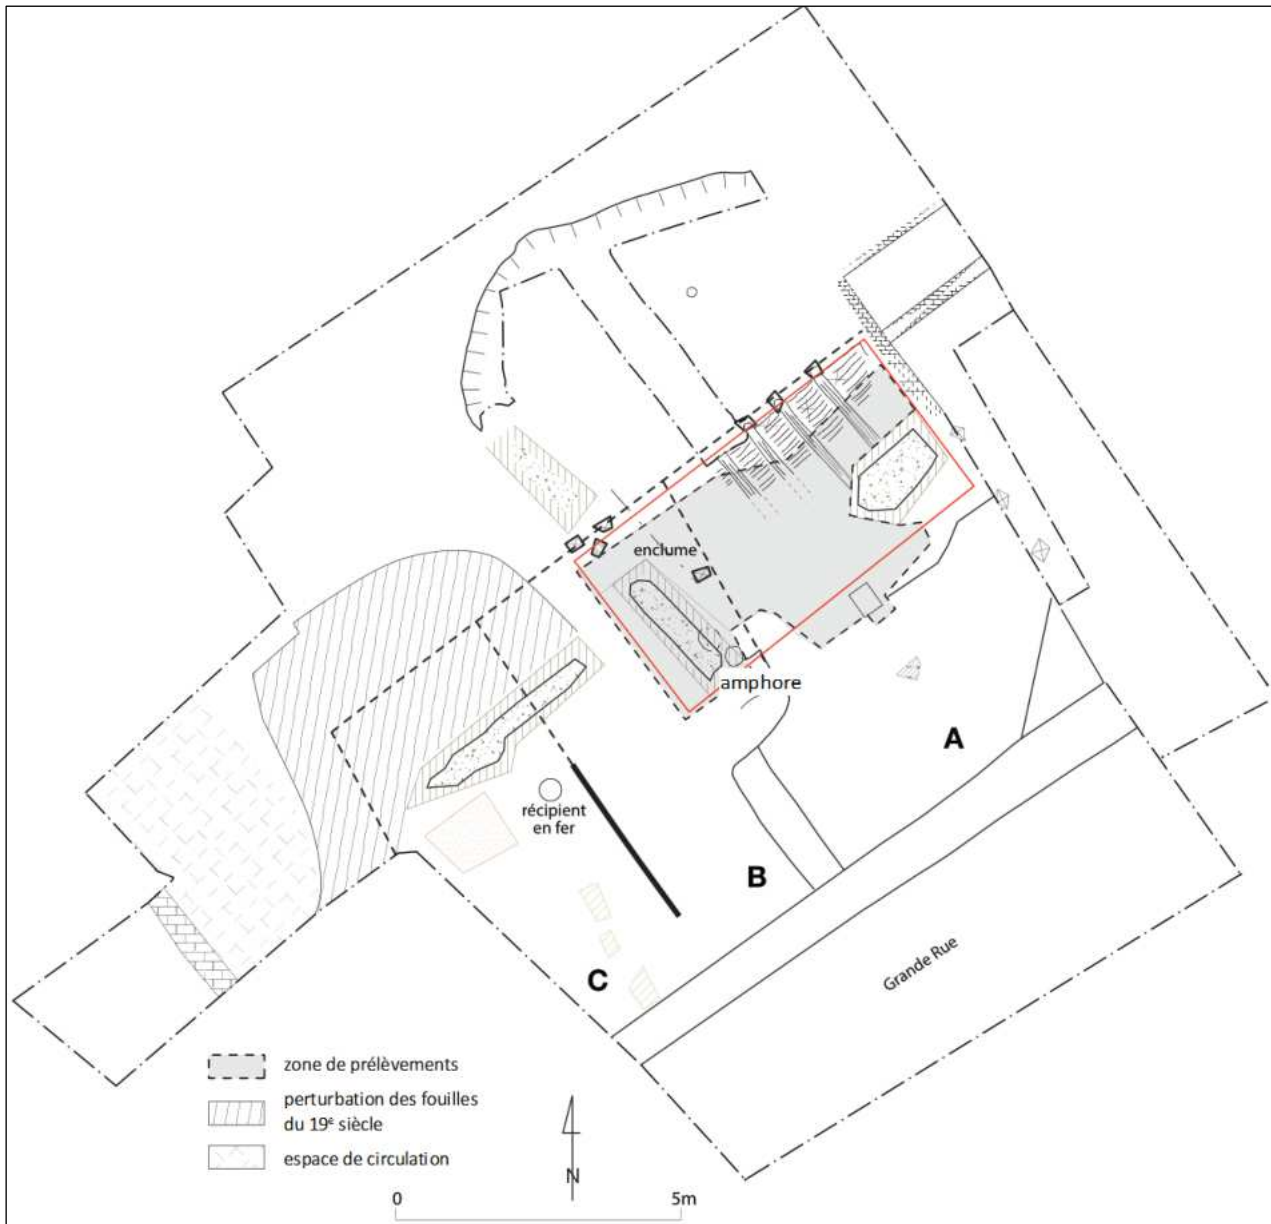 enclume
amphore
A
récipient
en fer
B
Grande Rue
C
zone de prélèvements
perturbation des fouilles
du 19e siècle
espace de circulation
N
0 5m